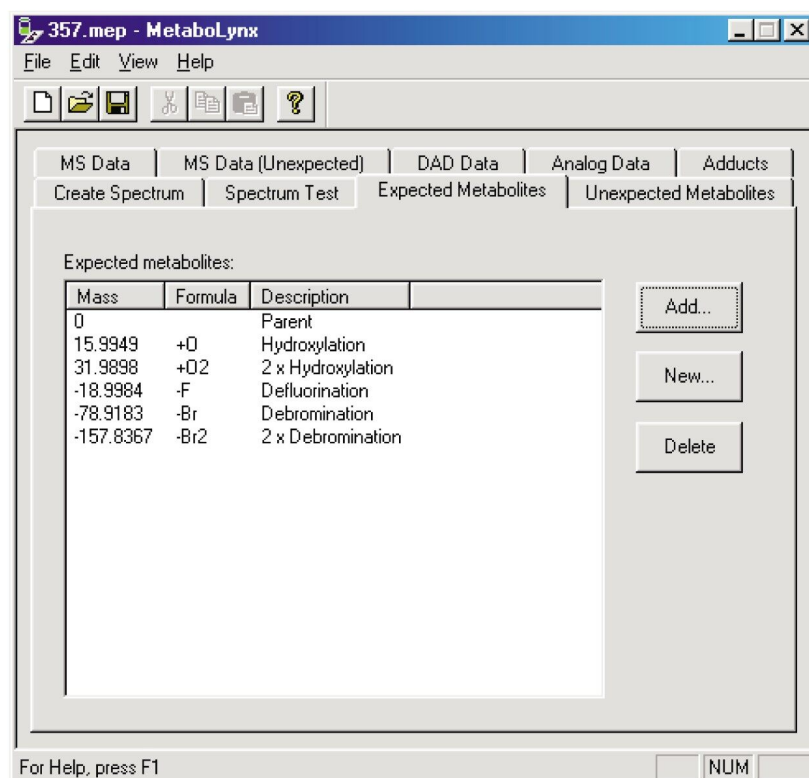 357.mep - MetaboLynx
File Edit View Help
MS Data MS Data (Unexpected) DAD Data Analog Data Adducts
Create Spectrum Spectrum Test Expected Metabolites Unexpected Metabolites
Expected metabolites:
Mass Formula Description
0 Parent
15.9949 +O Hydroxylation
31.9898 +O2 2 x Hydroxylation
-18.9984 -F Defluorination
-78.9183 -Br Debromination
-157.8367 -Br2 2 x Debromination
Add...
New...
Delete
For Help, press F1 NUM